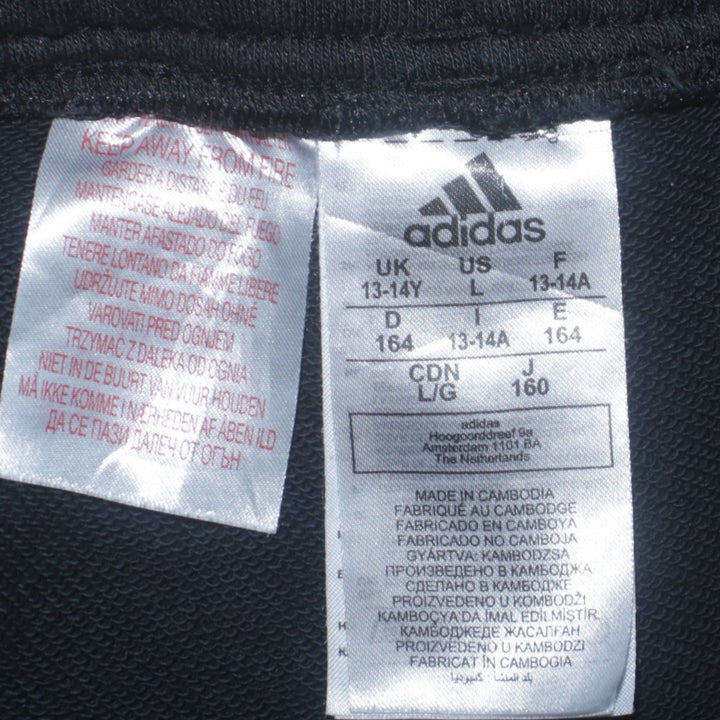 KEEP AWAY FROM FIRE
GARDER A DISTANCE DU FEU
MANTENGASE ALEJADO DEL FUEGO
MANTER AFASTADO DO FOGO
TENERE LONTANO DA FIAMME LIBERE
UDRŽUJTE MIMO DOSAH OHNĚ
VAROVATI PRED OGNJEM
TRZYMAĆ Z DALEKA OD OGNIA
NIET IN DE BUURT VAN VUUR HOUDEN
MÅ IKKE KOMME I NÆRHEDEN AF ÅBEN ILD
ДА СЕ ПАЗИ ДАЛЕЧ ОТ ОГЪН
adidas
UK US F
13-14Y L 13-14A
D I E
164 13-14A 164
CDN J
L/G 160
adidas
Hoogoorddreef 9a
Amsterdam 1101 BA
The Netherlands
MADE IN CAMBODIA
FABRIQUÉ AU CAMBODGE
FABRICADO EN CAMBOYA
FABRICADO NO CAMBOJA
GYÁRTVA: KAMBODZSA
ПРОИЗВЕДЕНО В КАМБОДЖА
СДЕЛАНО В КАМБОДЖЕ
PROIZVEDENO U KOMBODŽI
KAMBOÇYA'DA İMAL EDİLMİŞTİR
КАМБОДЖЕДЕ ЖАСАЛҒАН
PROIZVEDENO U KAMBODŽI
FABRICAT ÎN CAMBOGIA
بلد المنشأ: كمبوديا